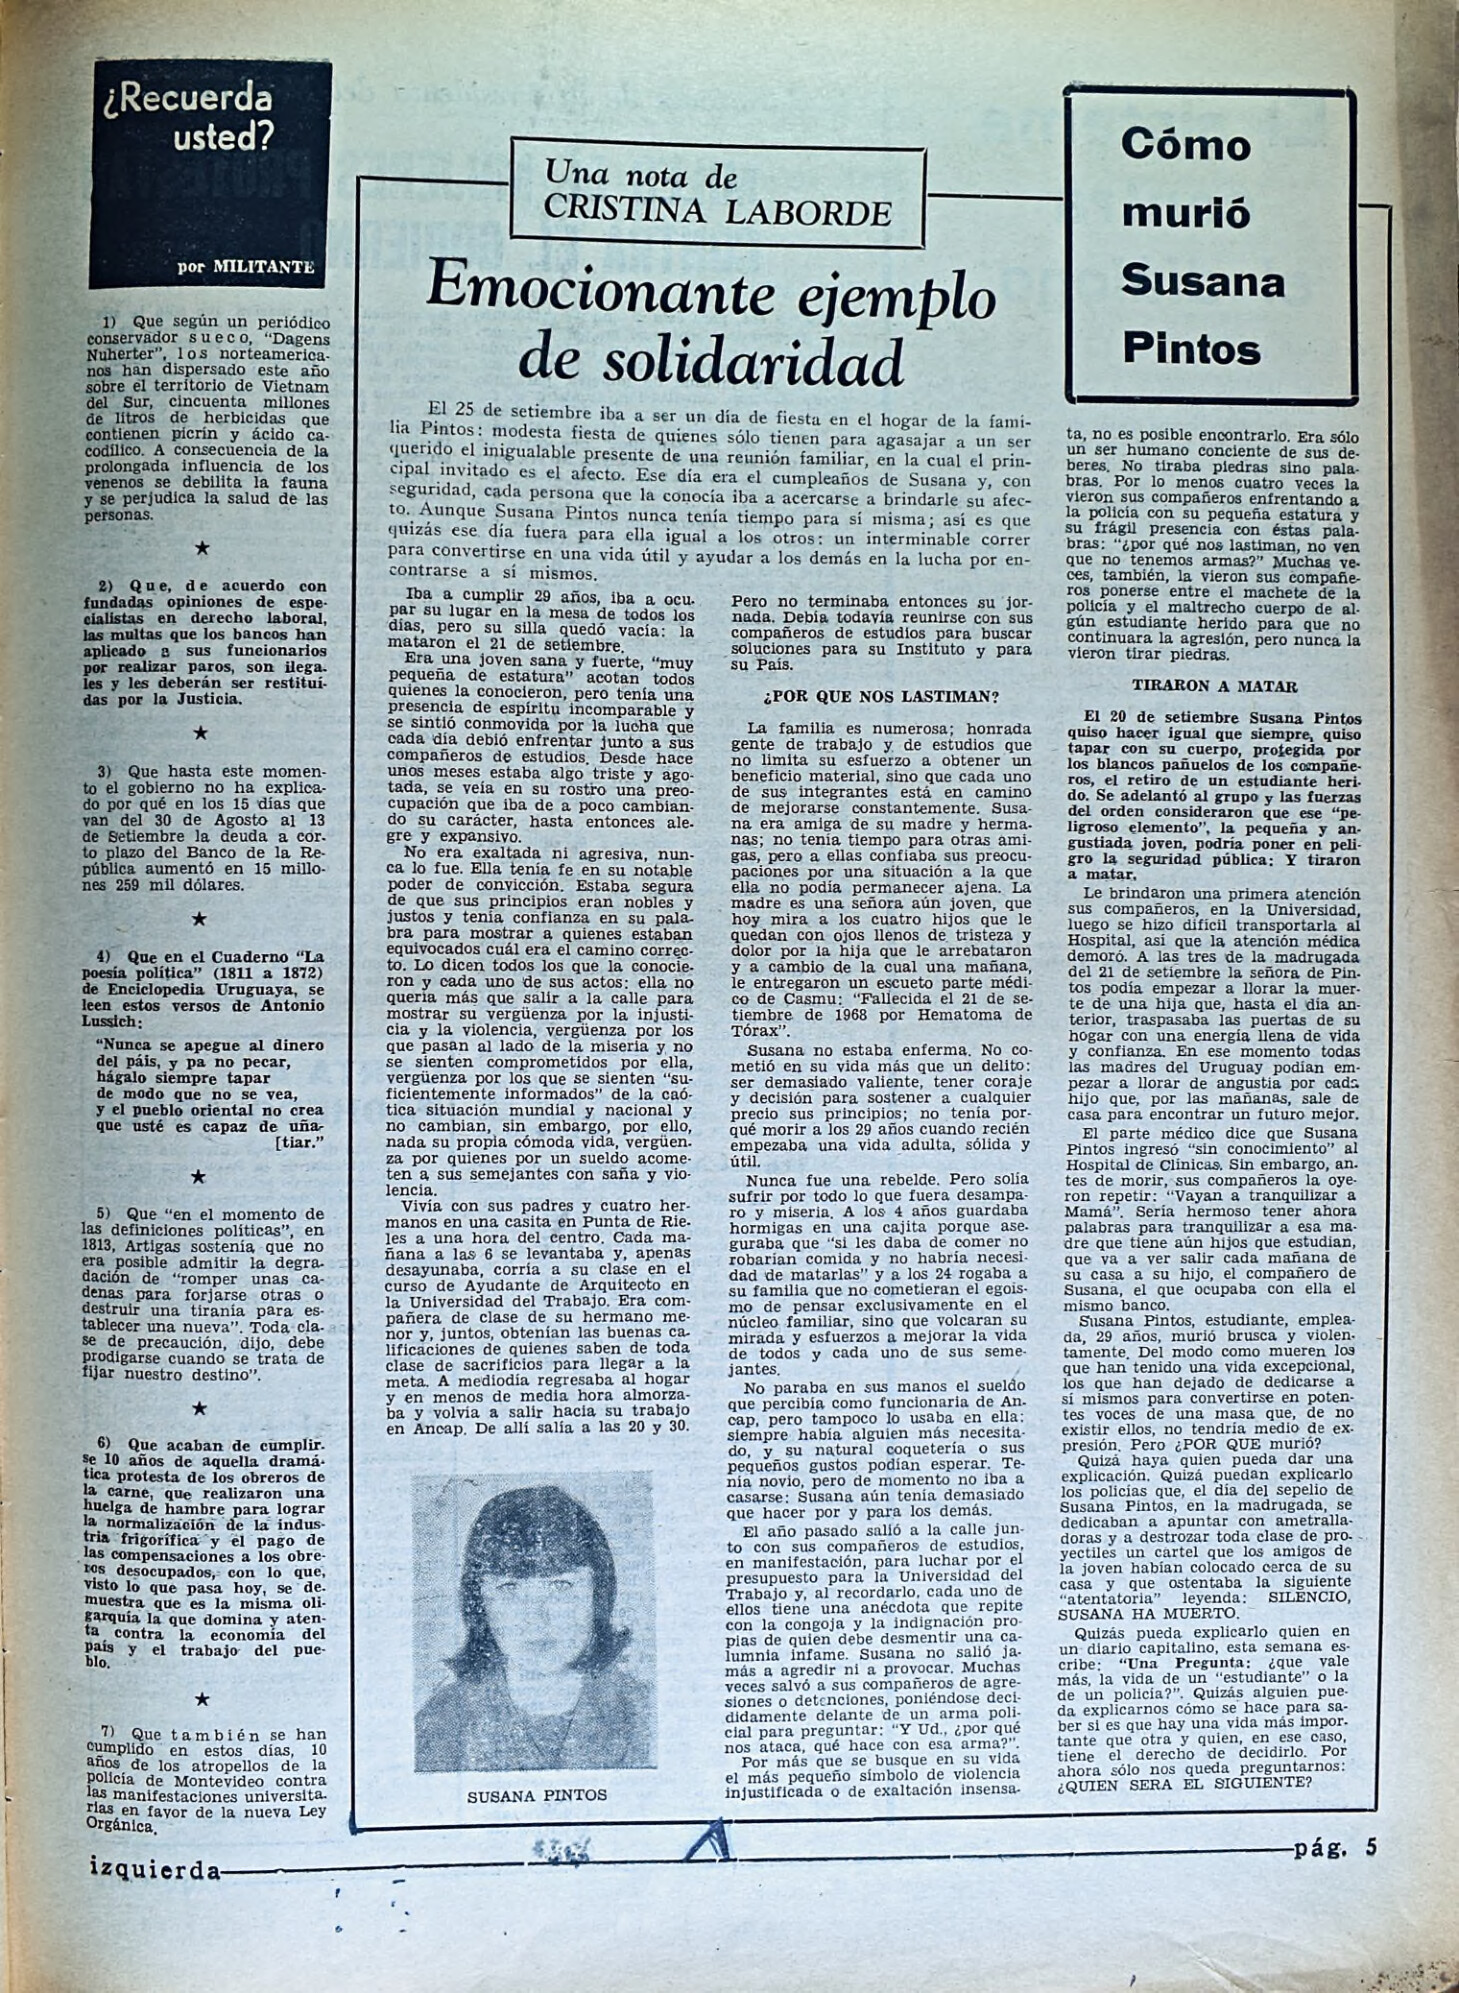 ¿Recuerda
usted?
por MILITANTE
1) Que según un periódico
conservador sueco, "Dagens
Nuherter", los norteamerica-
nos han dispersado este año
sobre el territorio de Vietnam
del Sur, cincuenta millones
de litros de herbicidas que
contienen picrin y ácido ca-
codílico. A consecuencia de la
prolongada influencia de los
venenos se debilita la fauna
y se perjudica la salud de las
personas.
★
2) Que, de acuerdo con
fundadas opiniones de espe-
cialistas en derecho laboral,
las multas que los bancos han
aplicado a sus funcionarios
por realizar paros, son ilega-
les y les deberán ser restituí-
das por la Justicia.
★
3) Que hasta este momen-
to el gobierno no ha explica-
do por qué en los 15 días que
van del 30 de Agosto al 13
de Setiembre la deuda a cor-
to plazo del Banco de la Re-
pública aumentó en 15 millo-
nes 259 mil dólares.
★
4) Que en el Cuaderno "La
poesía política" (1811 a 1872)
de Enciclopedia Uruguaya, se
leen estos versos de Antonio
Lussich:
"Nunca se apegue al dinero
del páis, y pa no pecar,
hágalo siempre tapar
de modo que no se vea,
y el pueblo oriental no crea
que usté es capaz de uña-
[tiar."
★
5) Que "en el momento de
las definiciones políticas", en
1813, Artigas sostenía que no
era posible admitir la degra-
dación de "romper unas ca-
denas para forjarse otras o
destruir una tiranía para es-
tablecer una nueva". Toda cla-
se de precaución, dijo, debe
prodigarse cuando se trata de
fijar nuestro destino".
★
6) Que acaban de cumplir-
se 10 años de aquella dramá-
tica protesta de los obreros de
la carne, que realizaron una
huelga de hambre para lograr
la normalización de la indus-
tria frigorífica y el pago de
las compensaciones a los obre-
ros desocupados, con lo que,
visto lo que pasa hoy, se de-
muestra que es la misma oli-
garquía la que domina y aten-
ta contra la economía del
país y el trabajo del pue-
blo.
★
7) Que también se han
cumplido en estos días, 10
años de los atropellos de la
policía de Montevideo contra
las manifestaciones universita-
rias en favor de la nueva Ley
Orgánica.
Una nota de
CRISTINA LABORDE
Emocionante ejemplo
de solidaridad
Cómo
murió
Susana
Pintos
El 25 de setiembre iba a ser un día de fiesta en el hogar de la fami-
lia Pintos: modesta fiesta de quienes sólo tienen para agasajar a un ser
querido el inigualable presente de una reunión familiar, en la cual el prin-
cipal invitado es el afecto. Ese día era el cumpleaños de Susana y, con
seguridad, cada persona que la conocía iba a acercarse a brindarle su afec-
to. Aunque Susana Pintos nunca tenía tiempo para sí misma; así es que
quizás ese día fuera para ella igual a los otros: un interminable correr
para convertirse en una vida útil y ayudar a los demás en la lucha por en-
contrarse a sí mismos.
Iba a cumplir 29 años, iba a ocu-
par su lugar en la mesa de todos los
días, pero su silla quedó vacía: la
mataron el 21 de setiembre.
Era una joven sana y fuerte, "muy
pequeña de estatura" acotan todos
quienes la conocieron, pero tenía una
presencia de espíritu incomparable y
se sintió conmovida por la lucha que
cada día debió enfrentar junto a sus
compañeros de estudios. Desde hace
unos meses estaba algo triste y ago-
tada, se veía en su rostro una preo-
cupación que iba de a poco cambian-
do su carácter, hasta entonces ale-
gre y expansivo.
No era exaltada ni agresiva, nun-
ca lo fue. Ella tenía fe en su notable
poder de convicción. Estaba segura
de que sus principios eran nobles y
justos y tenía confianza en su pala-
bra para mostrar a quienes estaban
equivocados cuál era el camino correc-
to. Lo dicen todos los que la conocie-
ron y cada uno de sus actos: ella no
quería más que salir a la calle para
mostrar su vergüenza por la injusti-
cia y la violencia, vergüenza por los
que pasan al lado de la miseria y no
se sienten comprometidos por ella,
vergüenza por los que se sienten "su-
ficientemente informados" de la caó-
tica situación mundial y nacional y
no cambian, sin embargo, por ello,
nada su propia cómoda vida, vergüen-
za por quienes por un sueldo acome-
ten a sus semejantes con saña y vio-
lencia.
Vivía con sus padres y cuatro her-
manos en una casita en Punta de Rie-
les a una hora del centro. Cada ma-
ñana a las 6 se levantaba y, apenas
desayunaba, corría a su clase en el
curso de Ayudante de Arquitecto en
la Universidad del Trabajo. Era com-
pañera de clase de su hermano me-
nor y, juntos, obtenían las buenas ca-
lificaciones de quienes saben de toda
clase de sacrificios para llegar a la
meta. A mediodía regresaba al hogar
y en menos de media hora almorza-
ba y volvía a salir hacia su trabajo
en Ancap. De allí salía a las 20 y 30.
SUSANA PINTOS
Pero no terminaba entonces su jor-
nada. Debía todavía reunirse con sus
compañeros de estudios para buscar
soluciones para su Instituto y para
su País.
¿POR QUE NOS LASTIMAN?
La familia es numerosa; honrada
gente de trabajo y de estudios que
no limita su esfuerzo a obtener un
beneficio material, sino que cada uno
de sus integrantes está en camino
de mejorarse constantemente. Susa-
na era amiga de su madre y herma-
nas; no tenía tiempo para otras ami-
gas, pero a ellas confiaba sus preocu-
paciones por una situación a la que
ella no podía permanecer ajena. La
madre es una señora aún joven, que
hoy mira a los cuatro hijos que le
quedan con ojos llenos de tristeza y
dolor por la hija que le arrebataron
y a cambio de la cual una mañana,
le entregaron un escueto parte médi-
co de Casmu: "Fallecida el 21 de se-
tiembre de 1968 por Hematoma de
Tórax".
Susana no estaba enferma. No co-
metió en su vida más que un delito:
ser demasiado valiente, tener coraje
y decisión para sostener a cualquier
precio sus principios; no tenía por-
qué morir a los 29 años cuando recién
empezaba una vida adulta, sólida y
útil.
Nunca fue una rebelde. Pero solía
sufrir por todo lo que fuera desampa-
ro y miseria. A los 4 años guardaba
hormigas en una cajita porque ase-
guraba que "si les daba de comer no
robarían comida y no habría necesi-
dad de matarlas" y a los 24 rogaba a
su familia que no cometieran el egoís-
mo de pensar exclusivamente en el
núcleo familiar, sino que volcaran su
mirada y esfuerzos a mejorar la vida
de todos y cada uno de sus seme-
jantes.
No paraba en sus manos el sueldo
que percibía como funcionaria de An-
cap, pero tampoco lo usaba en ella:
siempre había alguien más necesita-
do, y su natural coquetería o sus
pequeños gustos podían esperar. Te-
nía novio, pero de momento no iba a
casarse: Susana aún tenía demasiado
que hacer por y para los demás.
El año pasado salió a la calle jun-
to con sus compañeros de estudios,
en manifestación, para luchar por el
presupuesto para la Universidad del
Trabajo y, al recordarlo, cada uno de
ellos tiene una anécdota que repite
con la congoja y la indignación pro-
pias de quien debe desmentir una ca-
lumnia infame. Susana no salió ja-
más a agredir ni a provocar. Muchas
veces salvó a sus compañeros de agre-
siones o detenciones, poniéndose deci-
didamente delante de un arma poli-
cial para preguntar: "Y Ud., ¿por qué
nos ataca, qué hace con esa arma?".
Por más que se busque en su vida
el más pequeño símbolo de violencia
injustificada o de exaltación insensa-
ta, no es posible encontrarlo. Era sólo
un ser humano conciente de sus de-
beres. No tiraba piedras sino pala-
bras. Por lo menos cuatro veces la
vieron sus compañeros enfrentando a
la policía con su pequeña estatura y
su frágil presencia con éstas pala-
bras: "¿por qué nos lastiman, no ven
que no tenemos armas?" Muchas ve-
ces, también, la vieron sus compañe-
ros ponerse entre el machete de la
policía y el maltrecho cuerpo de al-
gún estudiante herido para que no
continuara la agresión, pero nunca la
vieron tirar piedras.
TIRARON A MATAR
El 20 de setiembre Susana Pintos
quiso hacer igual que siempre, quiso
tapar con su cuerpo, protegida por
los blancos pañuelos de los compañe-
ros, el retiro de un estudiante heri-
do. Se adelantó al grupo y las fuerzas
del orden consideraron que ese "pe-
ligroso elemento", la pequeña y an-
gustiada joven, podría poner en peli-
gro la seguridad pública: Y tiraron
a matar.
Le brindaron una primera atención
sus compañeros, en la Universidad,
luego se hizo difícil transportarla al
Hospital, así que la atención médica
demoró. A las tres de la madrugada
del 21 de setiembre la señora de Pin-
tos podía empezar a llorar la muer-
te de una hija que, hasta el día an-
terior, traspasaba las puertas de su
hogar con una energía llena de vida
y confianza. En ese momento todas
las madres del Uruguay podían em-
pezar a llorar de angustia por cada
hijo que, por las mañanas, sale de
casa para encontrar un futuro mejor.
El parte médico dice que Susana
Pintos ingresó "sin conocimiento" al
Hospital de Clínicas. Sin embargo, an-
tes de morir, sus compañeros la oye-
ron repetir: "Vayan a tranquilizar a
Mamá". Sería hermoso tener ahora
palabras para tranquilizar a esa ma-
dre que tiene aún hijos que estudian,
que va a ver salir cada mañana de
su casa a su hijo, el compañero de
Susana, el que ocupaba con ella el
mismo banco.
Susana Pintos, estudiante, emplea-
da, 29 años, murió brusca y violen-
tamente. Del modo como mueren los
que han tenido una vida excepcional,
los que han dejado de dedicarse a
sí mismos para convertirse en poten-
tes voces de una masa que, de no
existir ellos, no tendría medio de ex-
presión. Pero ¿POR QUE murió?
Quizá haya quien pueda dar una
explicación. Quizá puedan explicarlo
los policías que, el día del sepelio de
Susana Pintos, en la madrugada, se
dedicaban a apuntar con ametralla-
doras y a destrozar toda clase de pro-
yectiles un cartel que los amigos de
la joven habían colocado cerca de su
casa y que ostentaba la siguiente
"atentatoria" leyenda: SILENCIO,
SUSANA HA MUERTO.
Quizás pueda explicarlo quien en
un diario capitalino, esta semana es-
cribe: "Una Pregunta: ¿que vale
más, la vida de un "estudiante" o la
de un policía?". Quizás alguien pue-
da explicarnos cómo se hace para sa-
ber si es que hay una vida más impor-
tante que otra y quien, en ese caso,
tiene el derecho de decidirlo. Por
ahora sólo nos queda preguntarnos:
¿QUIEN SERA EL SIGUIENTE?
izquierda
pág. 5